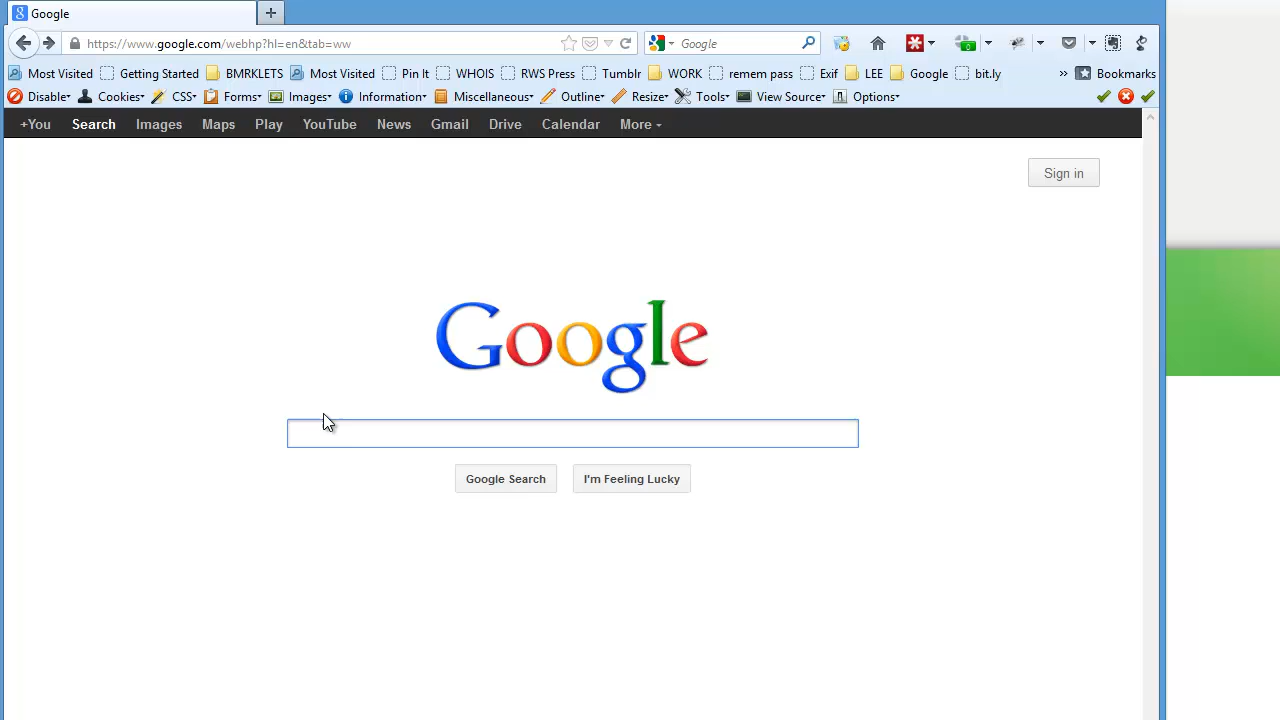 Google
https://www.google.com/webhp?hl=en&tab=ww
Google
Most Visited Getting Started BMRKLETS Most Visited Pin It WHOIS RWS Press Tumblr WORK remem pass Exif LEE Google bit.ly » Bookmarks
Disable Cookies CSS Forms Images Information Miscellaneous Outline Resize Tools View Source Options
+You Search Images Maps Play YouTube News Gmail Drive Calendar More
Sign in
Google
Google Search I'm Feeling Lucky